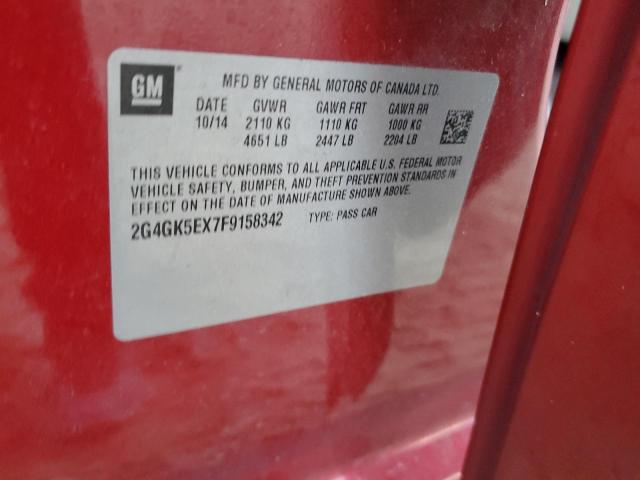 GM
MFD BY GENERAL MOTORS OF CANADA LTD.
DATE GVWR GAWR FRT GAWR RR
10/14 2110 KG 1110 KG 1000 KG
4651 LB 2447 LB 2204 LB
THIS VEHICLE CONFORMS TO ALL APPLICABLE U.S. FEDERAL MOTOR
VEHICLE SAFETY, BUMPER, AND THEFT PREVENTION STANDARDS IN
EFFECT ON THE DATE OF MANUFACTURE SHOWN ABOVE.
2G4GK5EX7F9158342 TYPE: PASS CAR